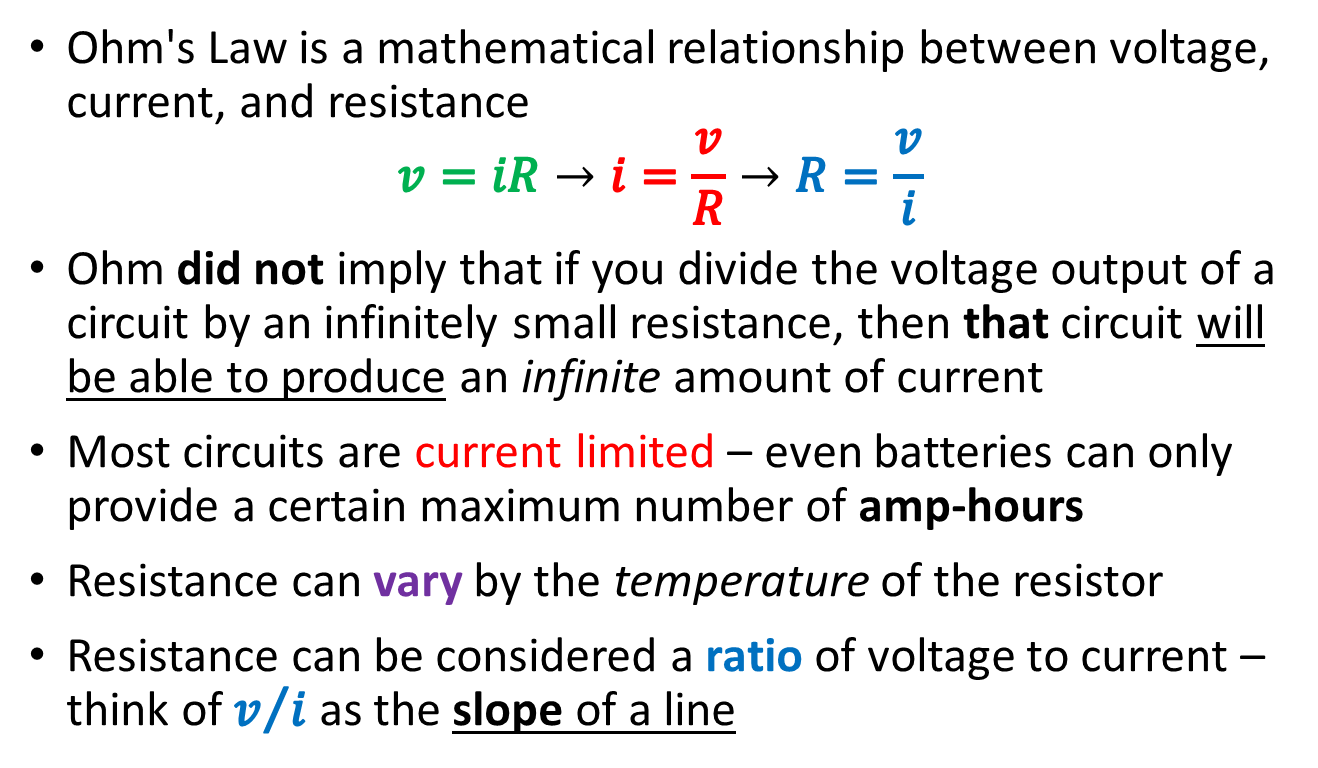 • Ohm's Law is a mathematical relationship between voltage,
current, and resistance
v = iR → i = v/R → R = v/i
• Ohm did not imply that if you divide the voltage output of a
circuit by an infinitely small resistance, then that circuit will
be able to produce an infinite amount of current
• Most circuits are current limited – even batteries can only
provide a certain maximum number of amp-hours
• Resistance can vary by the temperature of the resistor
• Resistance can be considered a ratio of voltage to current –
think of v/i as the slope of a line